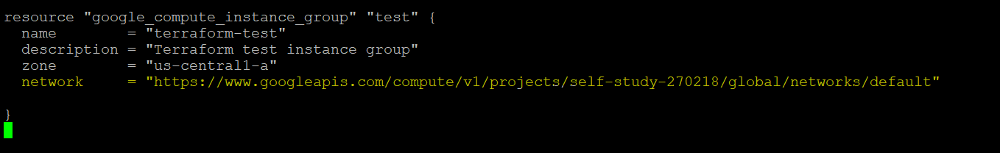 resource "google_compute_instance_group" "test" {
  name        = "terraform-test"
  description = "Terraform test instance group"
  zone        = "us-central1-a"
  network     = "https://www.googleapis.com/compute/v1/projects/self-study-270218/global/networks/default"
}